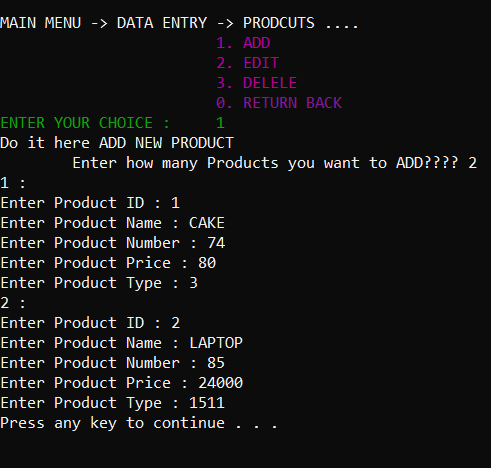 MAIN MENU -> DATA ENTRY -> PRODCUTS ....
1. ADD
2. EDIT
3. DELELE
0. RETURN BACK
ENTER YOUR CHOICE : 1
Do it here ADD NEW PRODUCT
Enter how many Products you want to ADD???? 2
1 :
Enter Product ID : 1
Enter Product Name : CAKE
Enter Product Number : 74
Enter Product Price : 80
Enter Product Type : 3
2 :
Enter Product ID : 2
Enter Product Name : LAPTOP
Enter Product Number : 85
Enter Product Price : 24000
Enter Product Type : 1511
Press any key to continue . . .